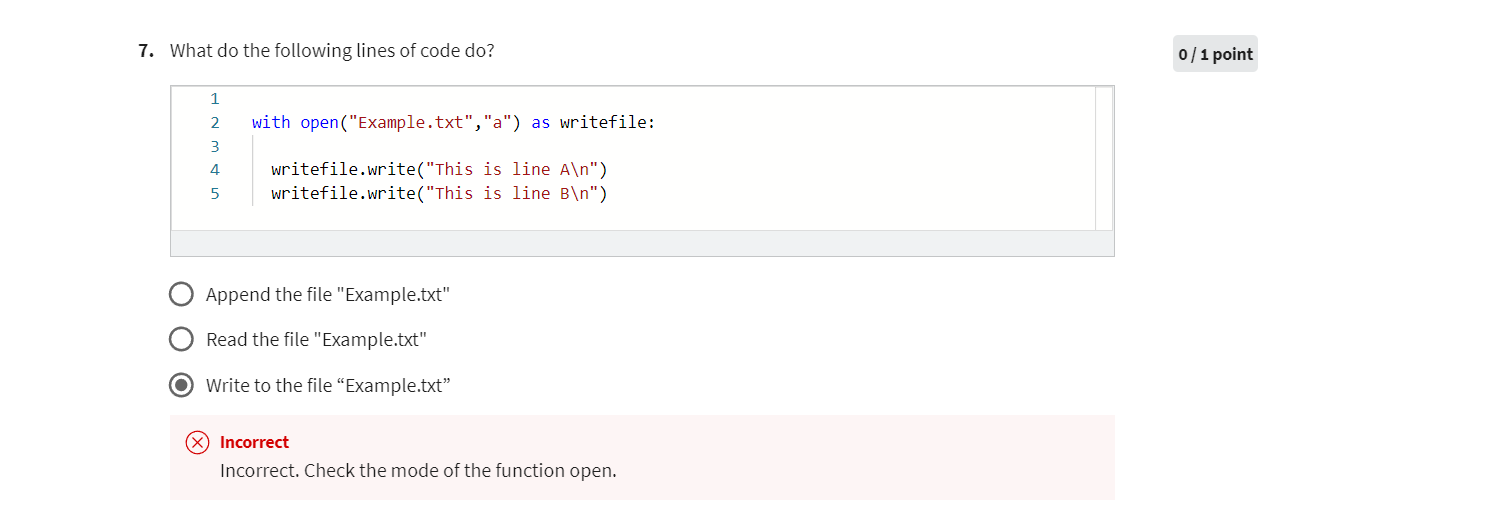 7. What do the following lines of code do?
0 / 1 point
1
2 with open("Example.txt","a") as writefile:
3
4 writefile.write("This is line A\n")
5 writefile.write("This is line B\n")
Append the file "Example.txt"
Read the file "Example.txt"
Write to the file “Example.txt”
Incorrect
Incorrect. Check the mode of the function open.